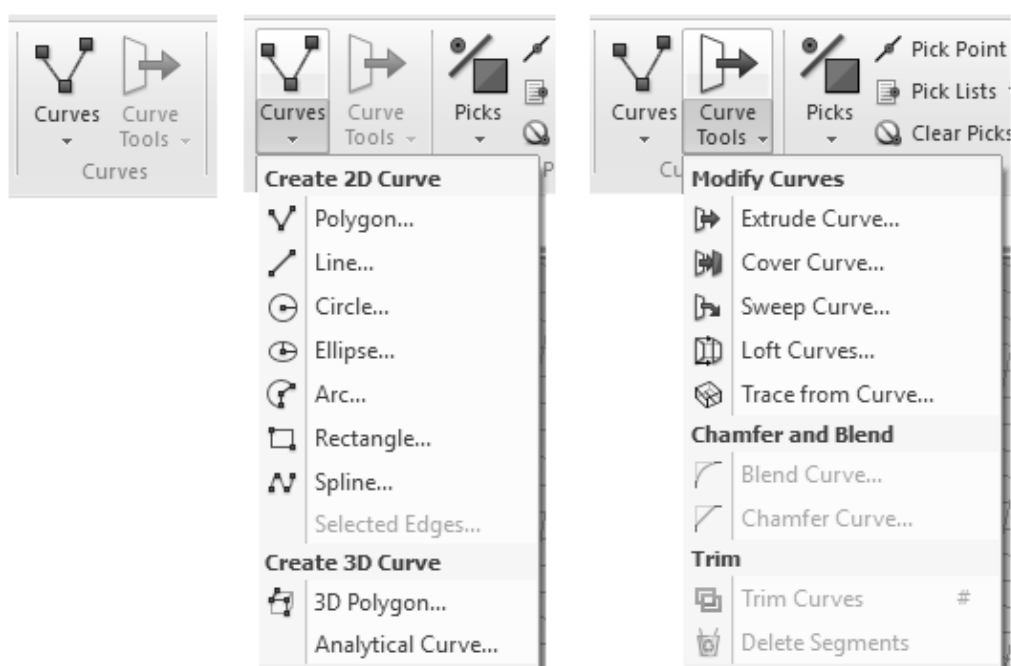 Curves
Curve
Tools
Curves
Curves
Curve
Tools
Picks
P
Create 2D Curve
Polygon...
Line...
Circle...
Ellipse...
Arc...
Rectangle...
Spline...
Selected Edges...
Create 3D Curve
3D Polygon...
Analytical Curve...
Curves
Curve
Tools
Picks
Pick Point
Pick Lists
Clear Picks
Cu
Modify Curves
Extrude Curve...
Cover Curve...
Sweep Curve...
Loft Curves...
Trace from Curve...
Chamfer and Blend
Blend Curve...
Chamfer Curve...
Trim
Trim Curves #
Delete Segments